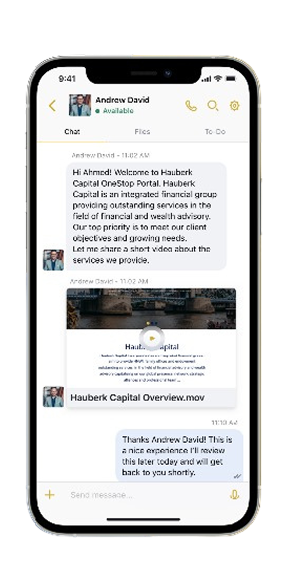 9:41
Andrew David
Available
Chat Files To-Do
Andrew David - 11:02 AM
Hi Ahmed! Welcome to Hauberk
Capital OneStop Portal. Hauberk
Capital is an integrated financial group
providing outstanding services in the
field of financial and wealth advisory.
Our top priority is to meet our client
objectives and growing needs.
Let me share a short video about the
services we provide.
Andrew David - 11:02 AM
Hauberk Capital Overview.mov
11:10 AM
Thanks Andrew David! This is
a nice experience I'll review
this later today and will get
back to you shortly.
Send message...